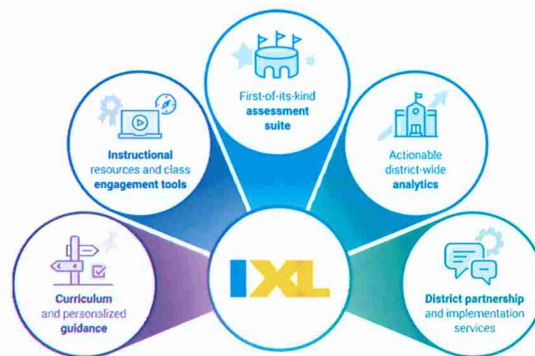 First-of-its-kind
assessment
suite
Instructional
resources and class
engagement tools
Actionable
district-wide
analytics
Curriculum
and personalized
guidance
IXL
District partnership
and implementation
services